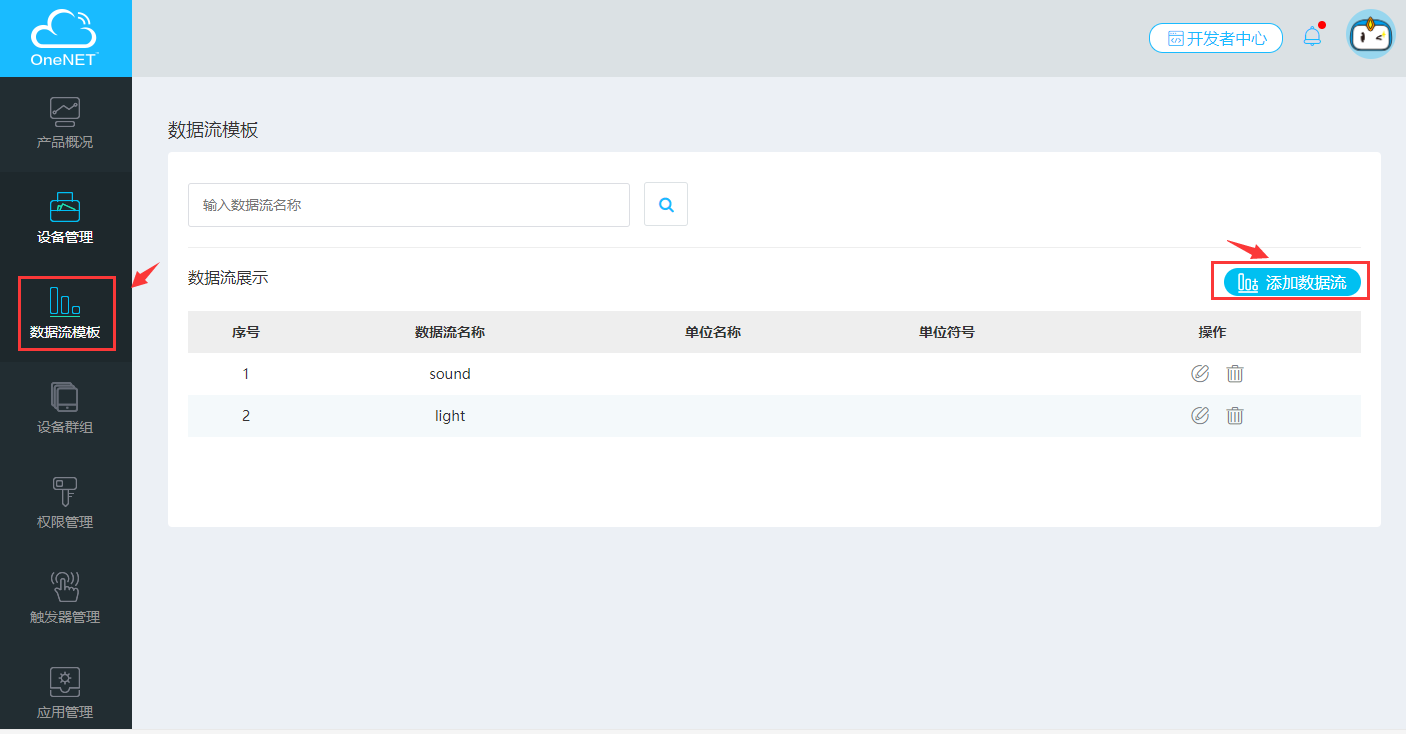 OneNET
开发者中心
产品概况
设备管理
数据流模板
设备群组
权限管理
触发器管理
应用管理
数据流模板
输入数据流名称
数据流展示
添加数据流
序号 数据流名称 单位名称 单位符号 操作
1 sound
2 light